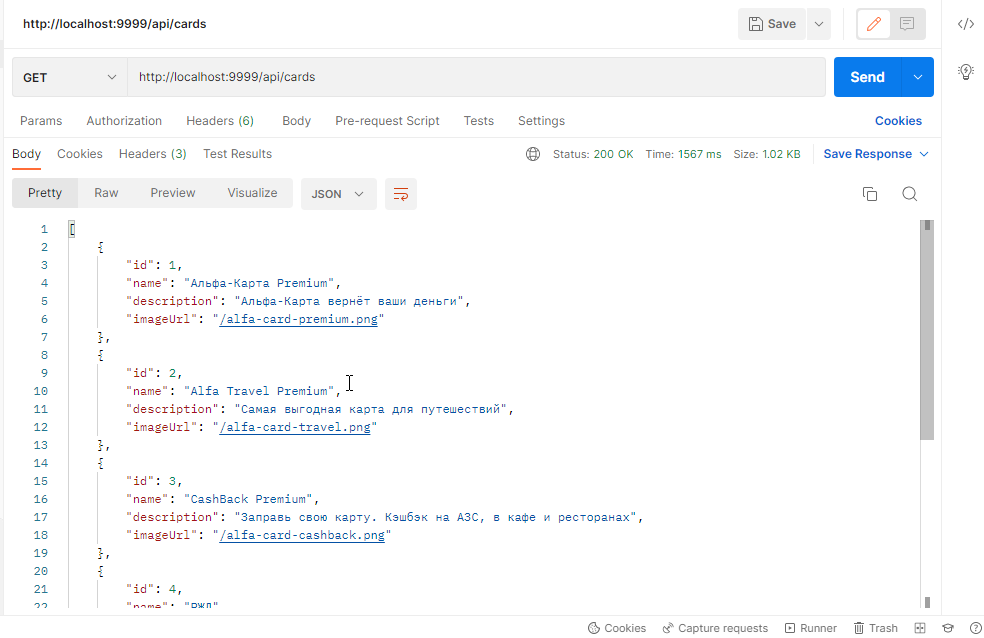 http://localhost:9999/api/cards
Save
GET
http://localhost:9999/api/cards
Send
Params Authorization Headers (6) Body Pre-request Script Tests Settings Cookies
Body Cookies Headers (3) Test Results Status: 200 OK Time: 1567 ms Size: 1.02 KB Save Response
Pretty Raw Preview Visualize JSON
1 [
2 {
3 "id": 1,
4 "name": "Альфа-Карта Premium",
5 "description": "Альфа-Карта вернёт ваши деньги",
6 "imageUrl": "/alfa-card-premium.png"
7 },
8 {
9 "id": 2,
10 "name": "Alfa Travel Premium",
11 "description": "Самая выгодная карта для путешествий",
12 "imageUrl": "/alfa-card-travel.png"
13 },
14 {
15 "id": 3,
16 "name": "CashBack Premium",
17 "description": "Заправь свою карту. Кэшбэк на АЗС, в кафе и ресторанах",
18 "imageUrl": "/alfa-card-cashback.png"
19 },
20 {
21 "id": 4,
22 "name": "РЖД"
Cookies Capture requests Runner Trash